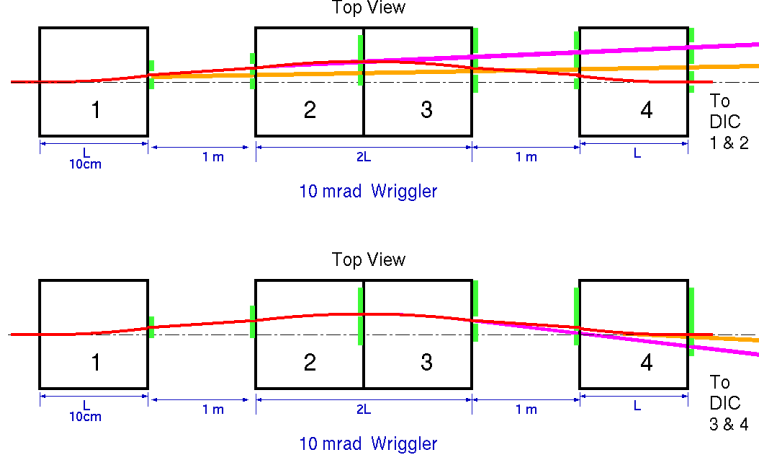 Top View
1
2
3
4
To
DIC
1 & 2
L
10cm
1 m
2L
1 m
L
10 mrad Wriggler
Top View
1
2
3
4
To
DIC
3 & 4
L
10cm
1 m
2L
1 m
L
10 mrad Wriggler